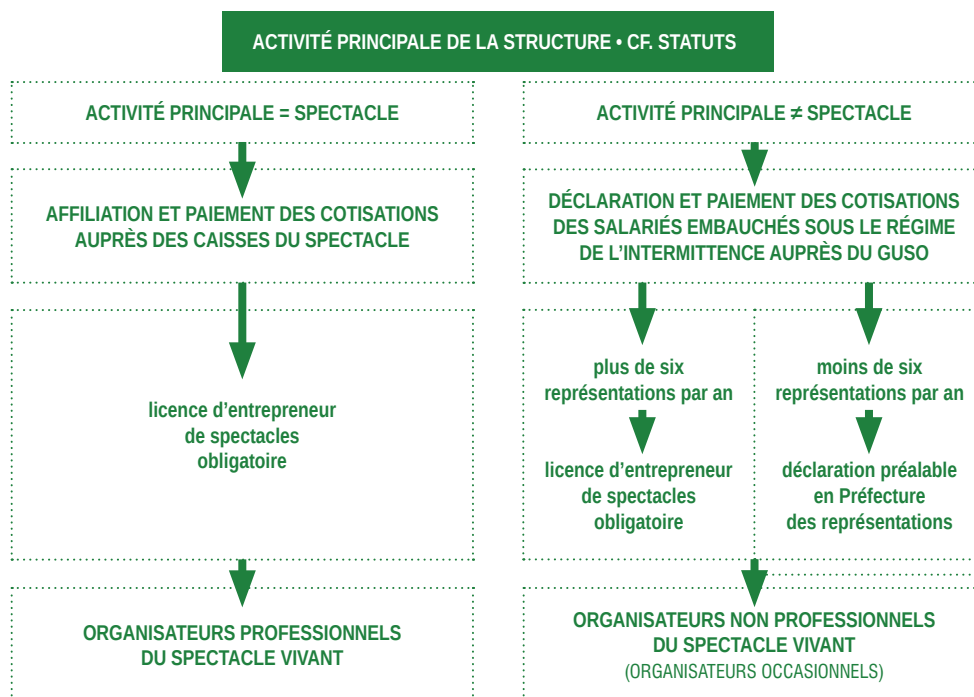 ACTIVITÉ PRINCIPALE DE LA STRUCTURE • CF. STATUTS
ACTIVITÉ PRINCIPALE = SPECTACLE
AFFILIATION ET PAIEMENT DES COTISATIONS
AUPRÈS DES CAISSES DU SPECTACLE
licence d’entrepreneur
de spectacles
obligatoire
ORGANISATEURS PROFESSIONNELS
DU SPECTACLE VIVANT
ACTIVITÉ PRINCIPALE ≠ SPECTACLE
DÉCLARATION ET PAIEMENT DES COTISATIONS
DES SALARIÉS EMBAUCHÉS SOUS LE RÉGIME
DE L’INTERMITTENCE AUPRÈS DU GUSO
plus de six
représentations par an
licence d’entrepreneur
de spectacles
obligatoire
moins de six
représentations par an
déclaration préalable
en Préfecture
des représentations
ORGANISATEURS NON PROFESSIONNELS
DU SPECTACLE VIVANT
(ORGANISATEURS OCCASIONNELS)